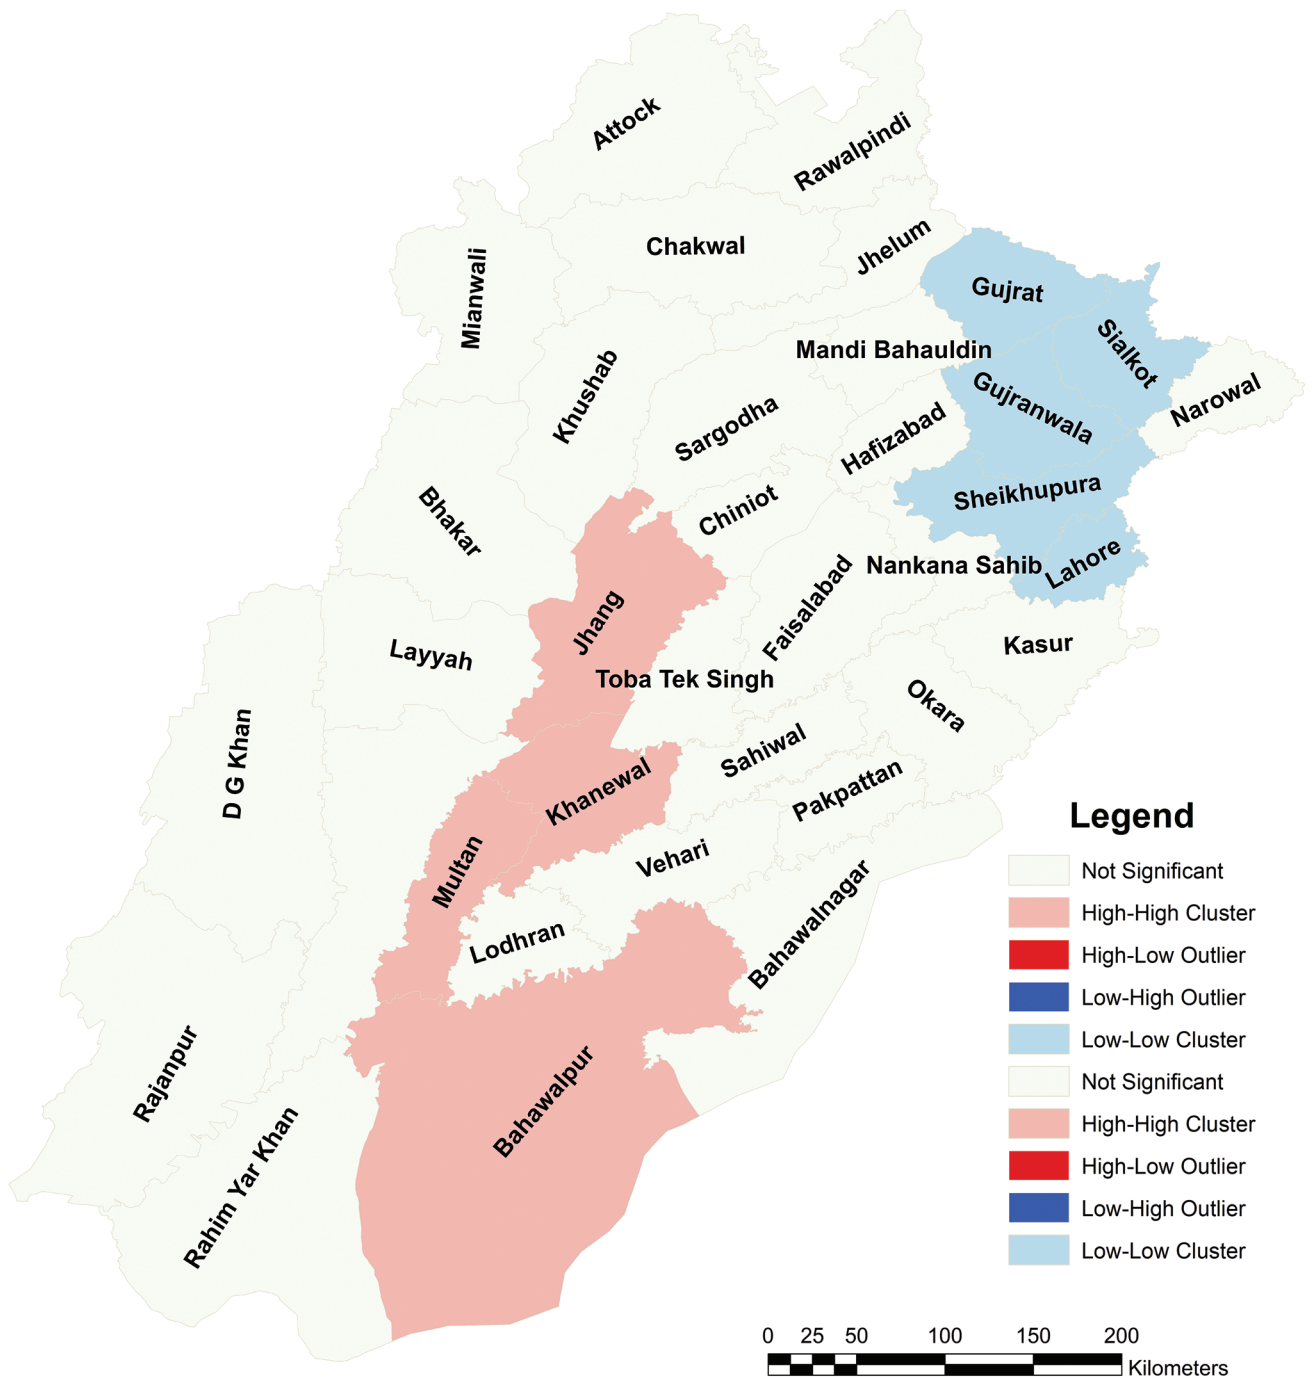 Attock
Rawalpindi
Chakwal
Jhelum
Mianwali
Gujrat
Sialkot
Mandi Bahauldin
Khushab
Gujranwala
Narowal
Sargodha
Hafizabad
Sheikhupura
Chiniot
Bhakar
Nankana Sahib
Lahore
Faisalabad
Jhang
Kasur
Layyah
Toba Tek Singh
Okara
D G Khan
Sahiwal
Khanewal
Pakpattan
Vehari
Multan
Bahawalnagar
Lodhran
Rajanpur
Bahawalpur
Rahim Yar Khan
Legend
Not Significant
High-High Cluster
High-Low Outlier
Low-High Outlier
Low-Low Cluster
Not Significant
High-High Cluster
High-Low Outlier
Low-High Outlier
Low-Low Cluster
0 25 50 100 150 200
Kilometers